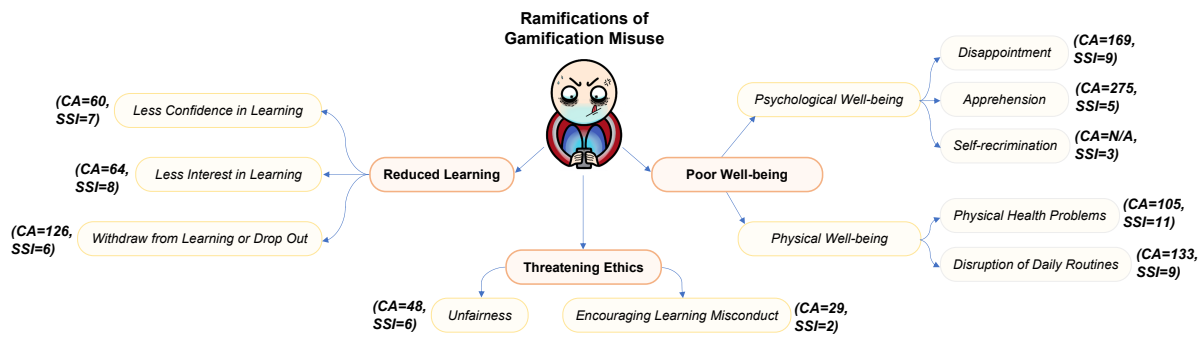 Ramifications of
Gamification Misuse
(CA=60,
SSI=7)
Less Confidence in Learning
(CA=64,
SSI=8)
Less Interest in Learning
(CA=126,
SSI=6)
Withdraw from Learning or Drop Out
Reduced Learning
Threatening Ethics
(CA=48,
SSI=6)
Unfairness
Encouraging Learning Misconduct
(CA=29,
SSI=2)
Poor Well-being
Psychological Well-being
Disappointment
(CA=169,
SSI=9)
Apprehension
(CA=275,
SSI=5)
Self-recrimination
(CA=N/A,
SSI=3)
Physical Well-being
Physical Health Problems
(CA=105,
SSI=11)
Disruption of Daily Routines
(CA=133,
SSI=9)